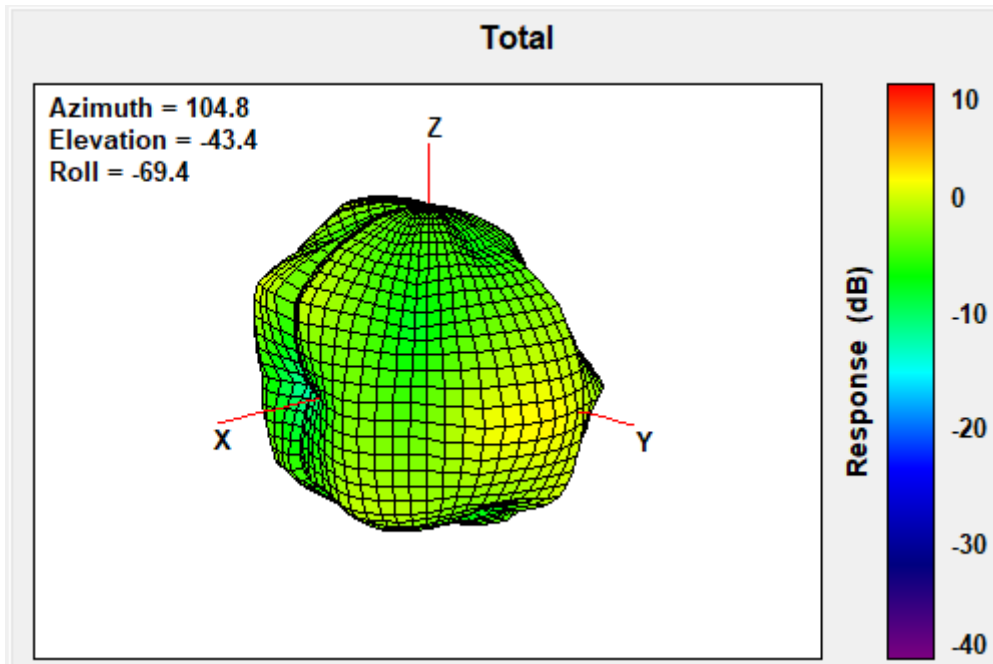 Total
Azimuth = 104.8
Elevation = -43.4
Roll = -69.4
Z
X
Y
Response (dB)
10
0
-10
-20
-30
-40